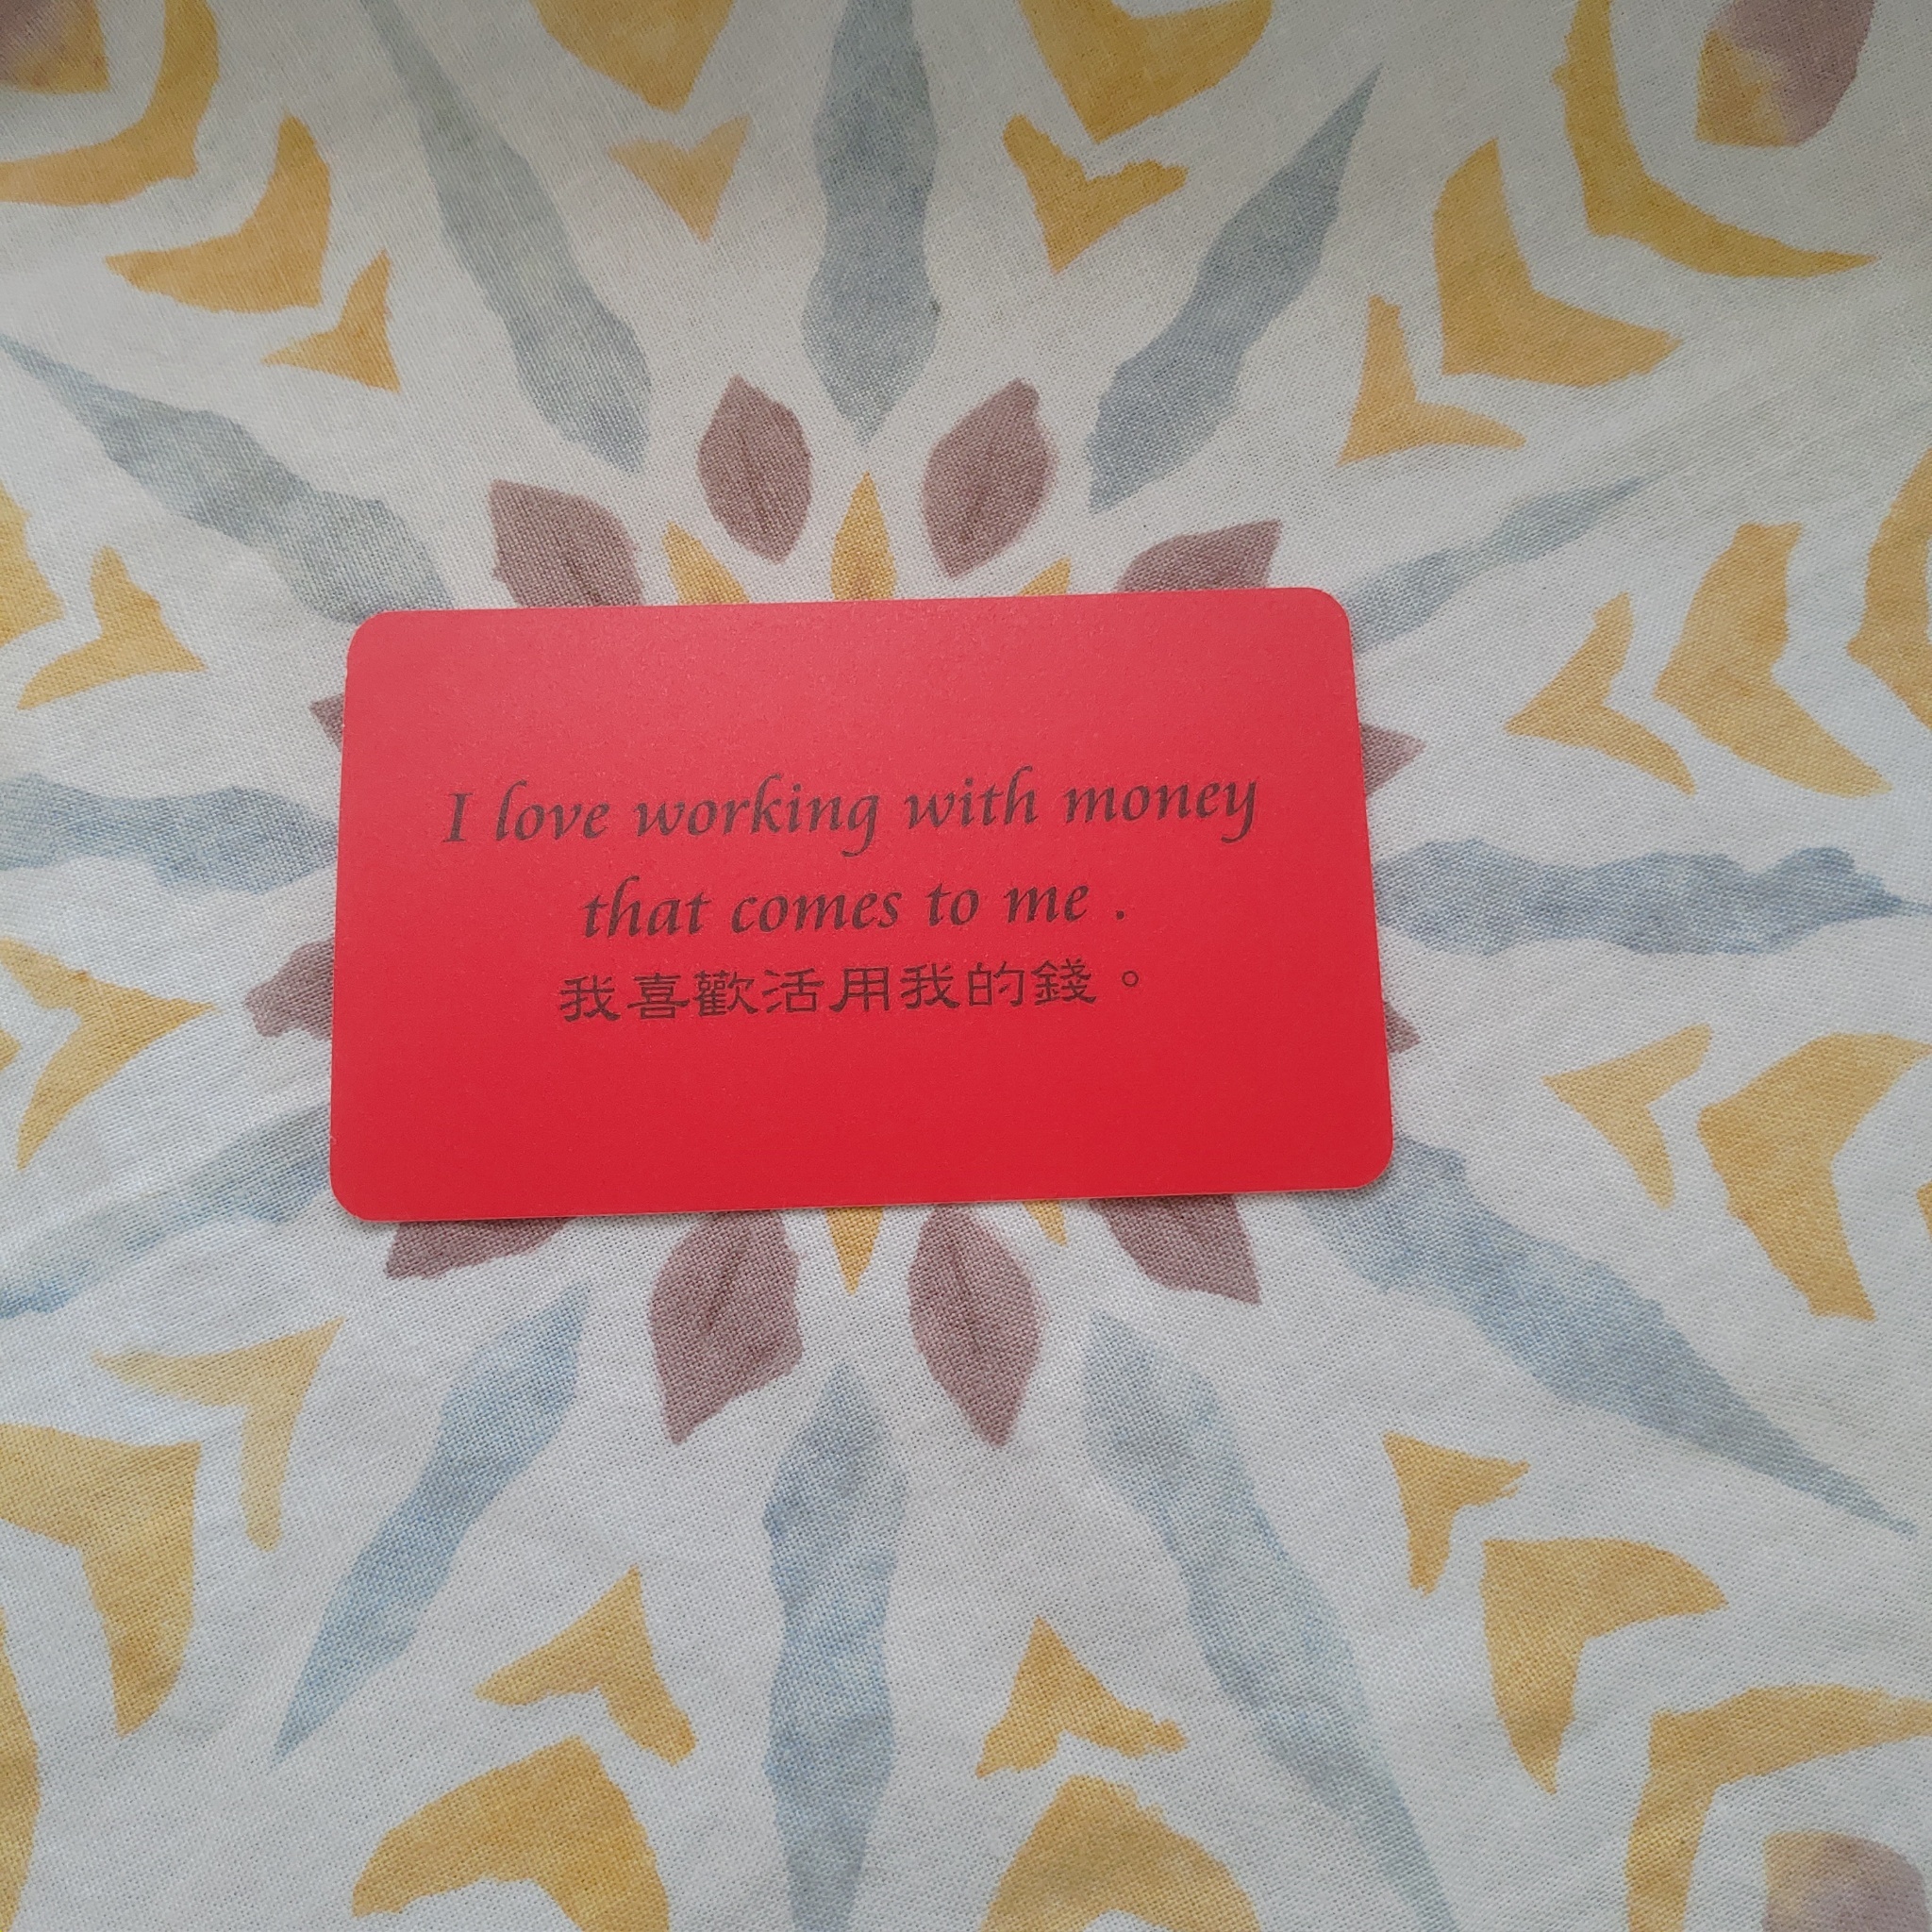 I love working with money
that comes to me .
我喜歡活用我的錢。